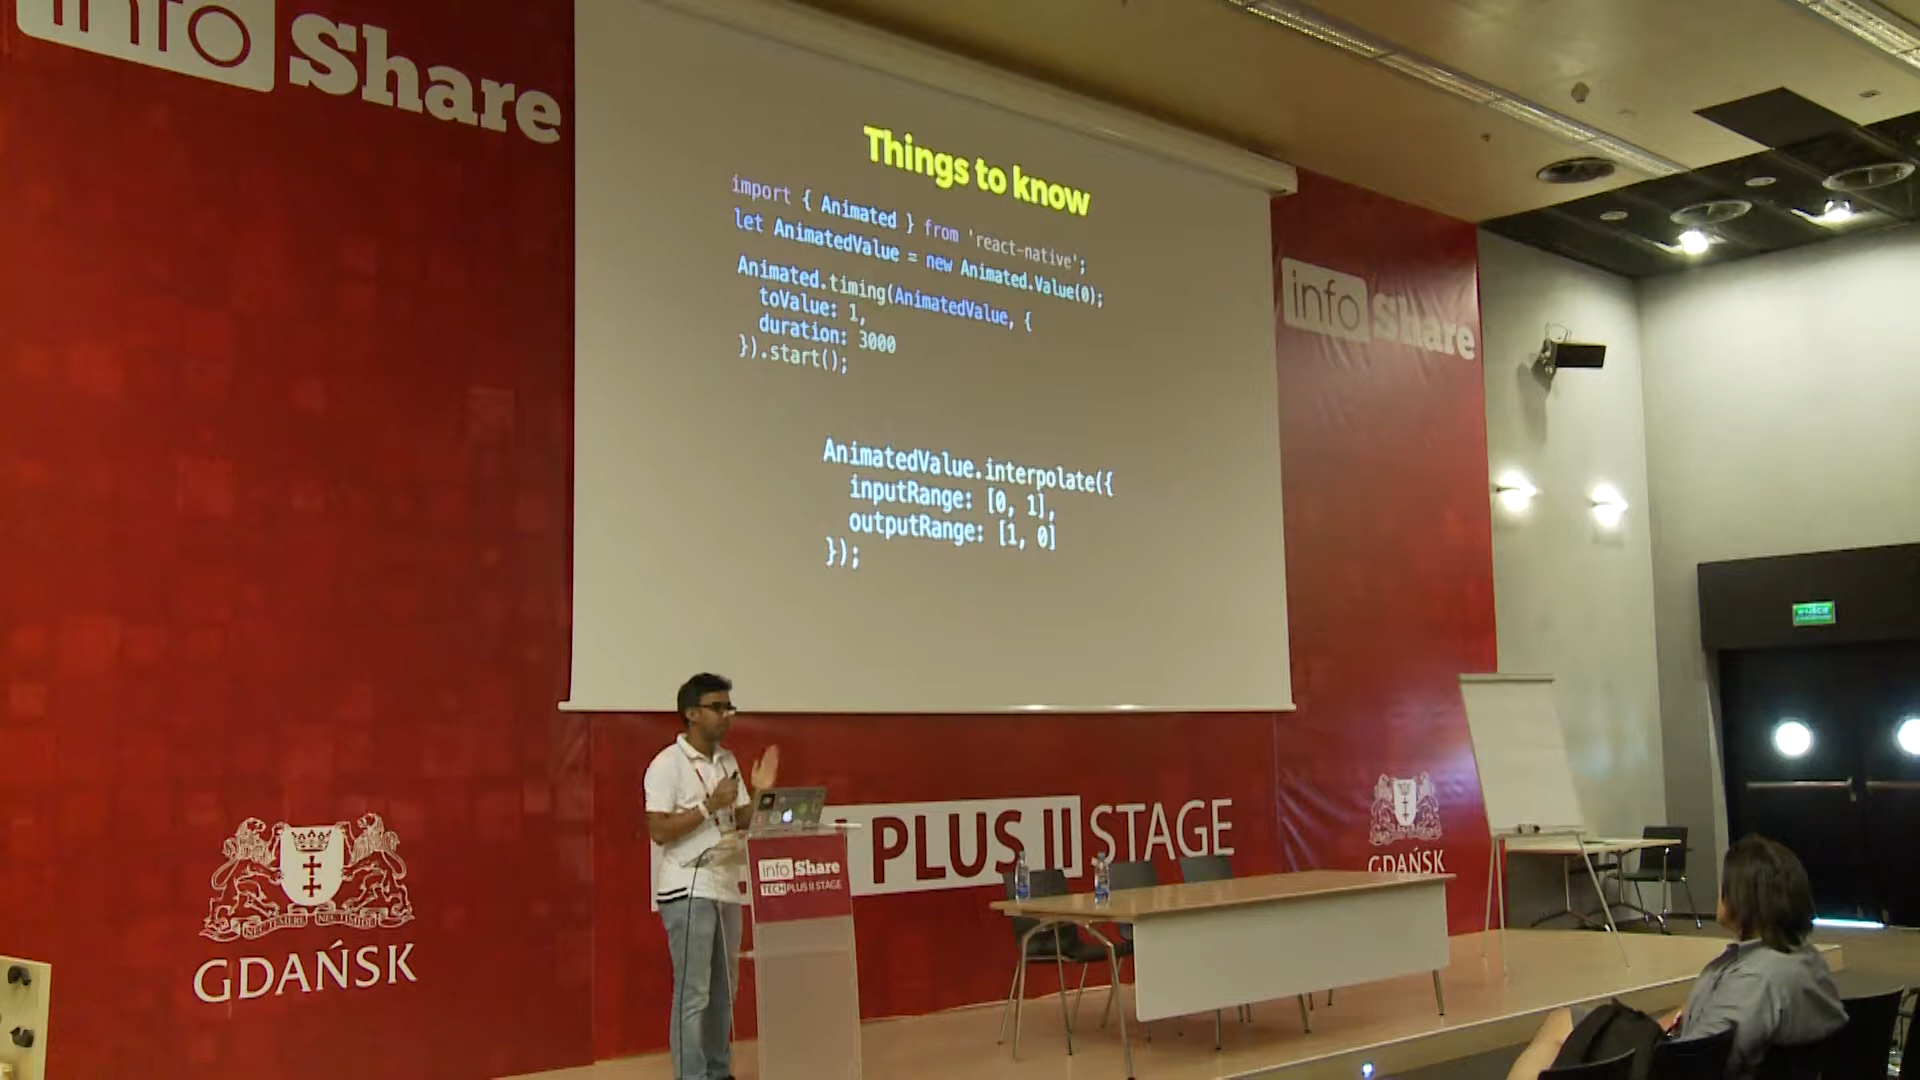 info Share
Things to know
import { Animated } from 'react-native';
let AnimatedValue = new Animated.Value(0);
Animated.timing(AnimatedValue, {
toValue: 1,
duration: 3000
}).start();
AnimatedValue.interpolate({
inputRange: [0, 1],
outputRange: [1, 0]
});
info Share
PLUS II STAGE
info Share
TECH PLUS II STAGE
GDAŃSK
GDAŃSK
WYJŚCIE